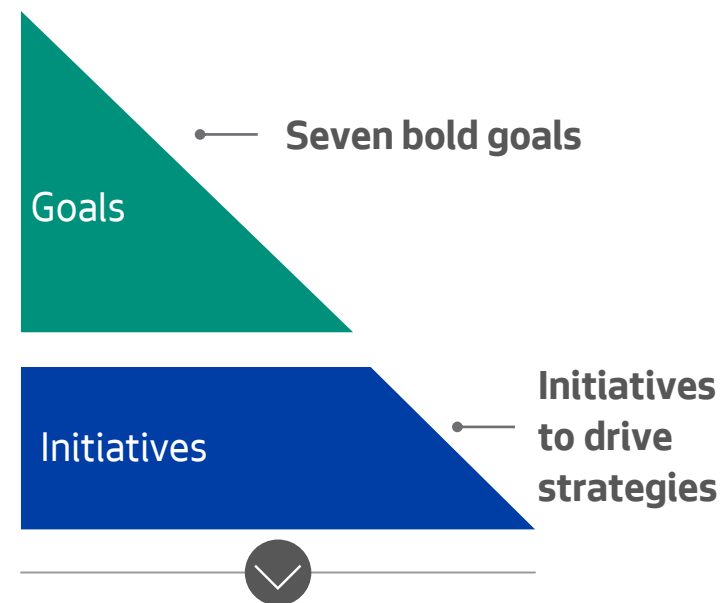 Seven bold goals
Goals
Initiatives
to drive
strategies
Initiatives